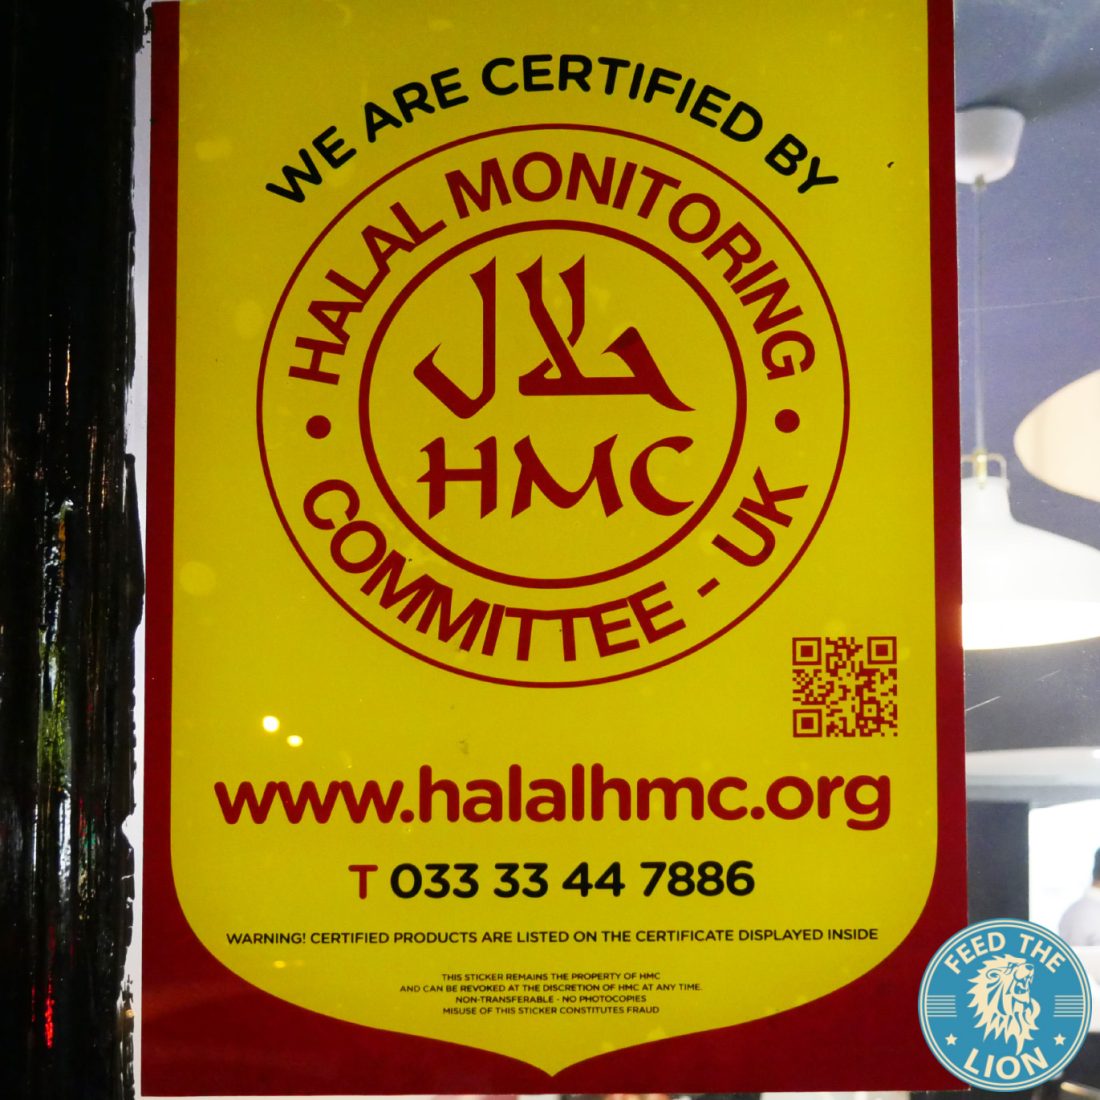 WE ARE CERTIFIED BY
HALAL MONITORING
حلال
HMC
COMMITTEE - UK
www.halalhmc.org
T 033 33 44 7886
WARNING! CERTIFIED PRODUCTS ARE LISTED ON THE CERTIFICATE DISPLAYED INSIDE
THIS STICKER REMAINS THE PROPERTY OF HMC
AND CAN BE REVOKED AT THE DISCRETION OF HMC AT ANY TIME.
NON-TRANSFERABLE - NO PHOTOCOPIES
MISUSE OF THIS STICKER CONSTITUTES FRAUD
FEED THE
LION